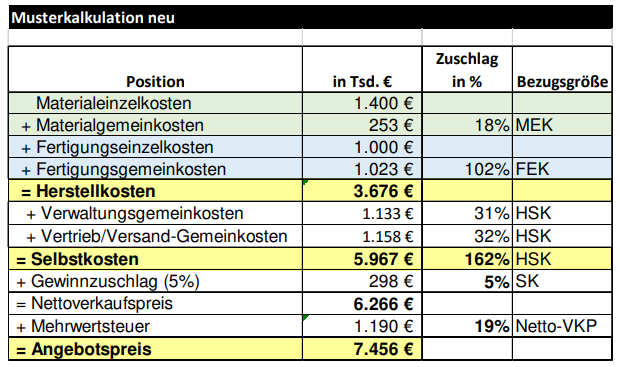 Musterkalkulation neu
Position in Tsd. € Zuschlag in % Bezugsgröße
Materialeinzelkosten 1.400 €
+ Materialgemeinkosten 253 € 18% MEK
+ Fertigungseinzelkosten 1.000 €
+ Fertigungsgemeinkosten 1.023 € 102% FEK
= Herstellkosten 3.676 €
+ Verwaltungsgemeinkosten 1.133 € 31% HSK
+ Vertrieb/Versand-Gemeinkosten 1.158 € 32% HSK
= Selbstkosten 5.967 € 162% HSK
+ Gewinnzuschlag (5%) 298 € 5% SK
= Nettoverkaufspreis 6.266 €
+ Mehrwertsteuer 1.190 € 19% Netto-VKP
= Angebotspreis 7.456 €